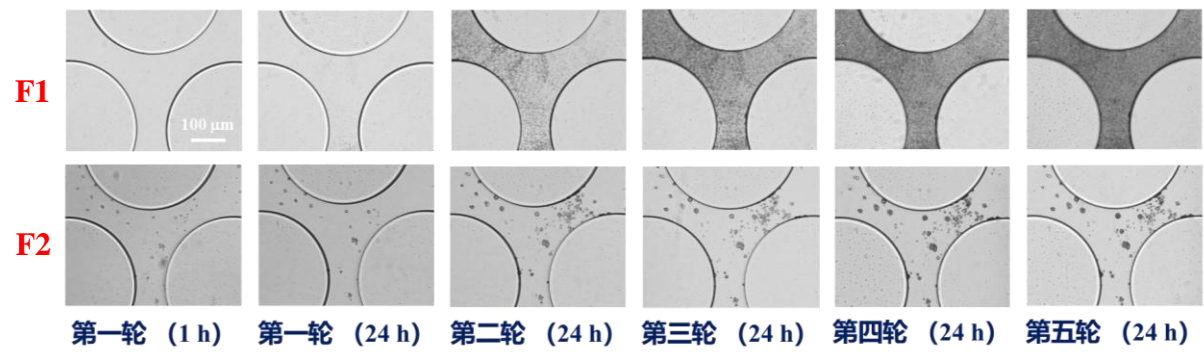 F1
100 μm
F2
第一轮 (1 h) 第一轮 (24 h) 第二轮 (24 h) 第三轮 (24 h) 第四轮 (24 h) 第五轮 (24 h)